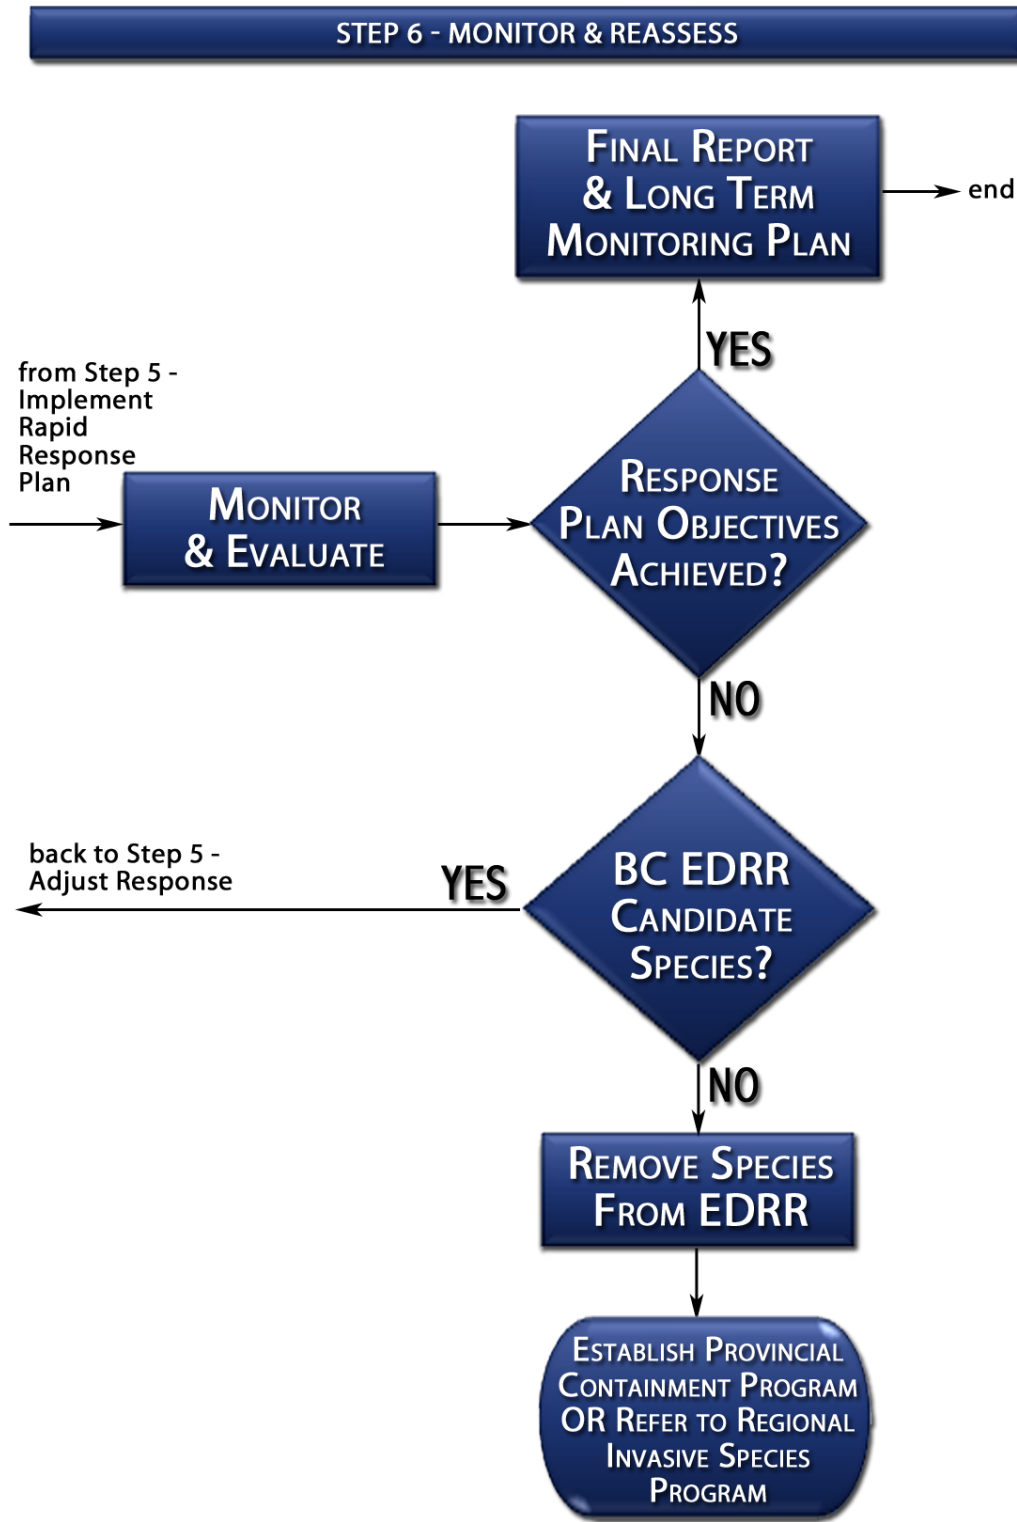 STEP 6 - MONITOR & REASSESS
FINAL REPORT
& LONG TERM
MONITORING PLAN
end
YES
from Step 5 -
Implement
Rapid
Response
Plan
MONITOR
& EVALUATE
RESPONSE
PLAN OBJECTIVES
ACHIEVED?
NO
back to Step 5 -
Adjust Response
YES
BC EDRR
CANDIDATE
SPECIES?
NO
REMOVE SPECIES
FROM EDRR
ESTABLISH PROVINCIAL
CONTAINMENT PROGRAM
OR REFER TO REGIONAL
INVASIVE SPECIES
PROGRAM